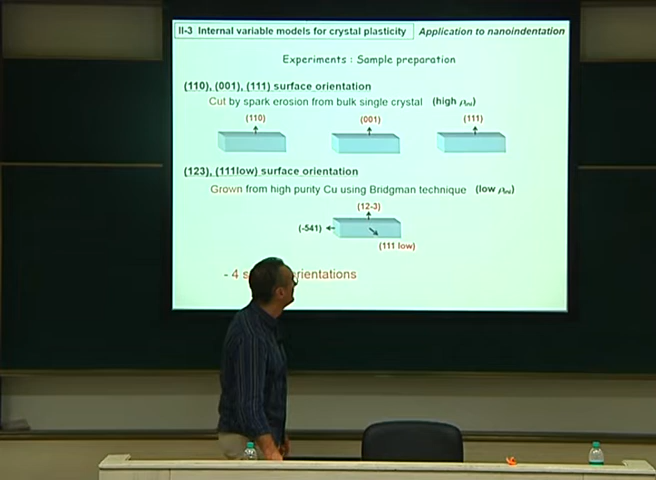 II-3 Internal variable models for crystal plasticity Application to nanoindentation
Experiments : Sample preparation
(110), (001), (111) surface orientation
Cut by spark erosion from bulk single crystal (high ρ
(110) (001) (111)
(123), (111low) surface orientation
Grown from high purity Cu using Bridgman technique (low ρ
(12-3)
(-541)
(111 low)
- 4 orientations